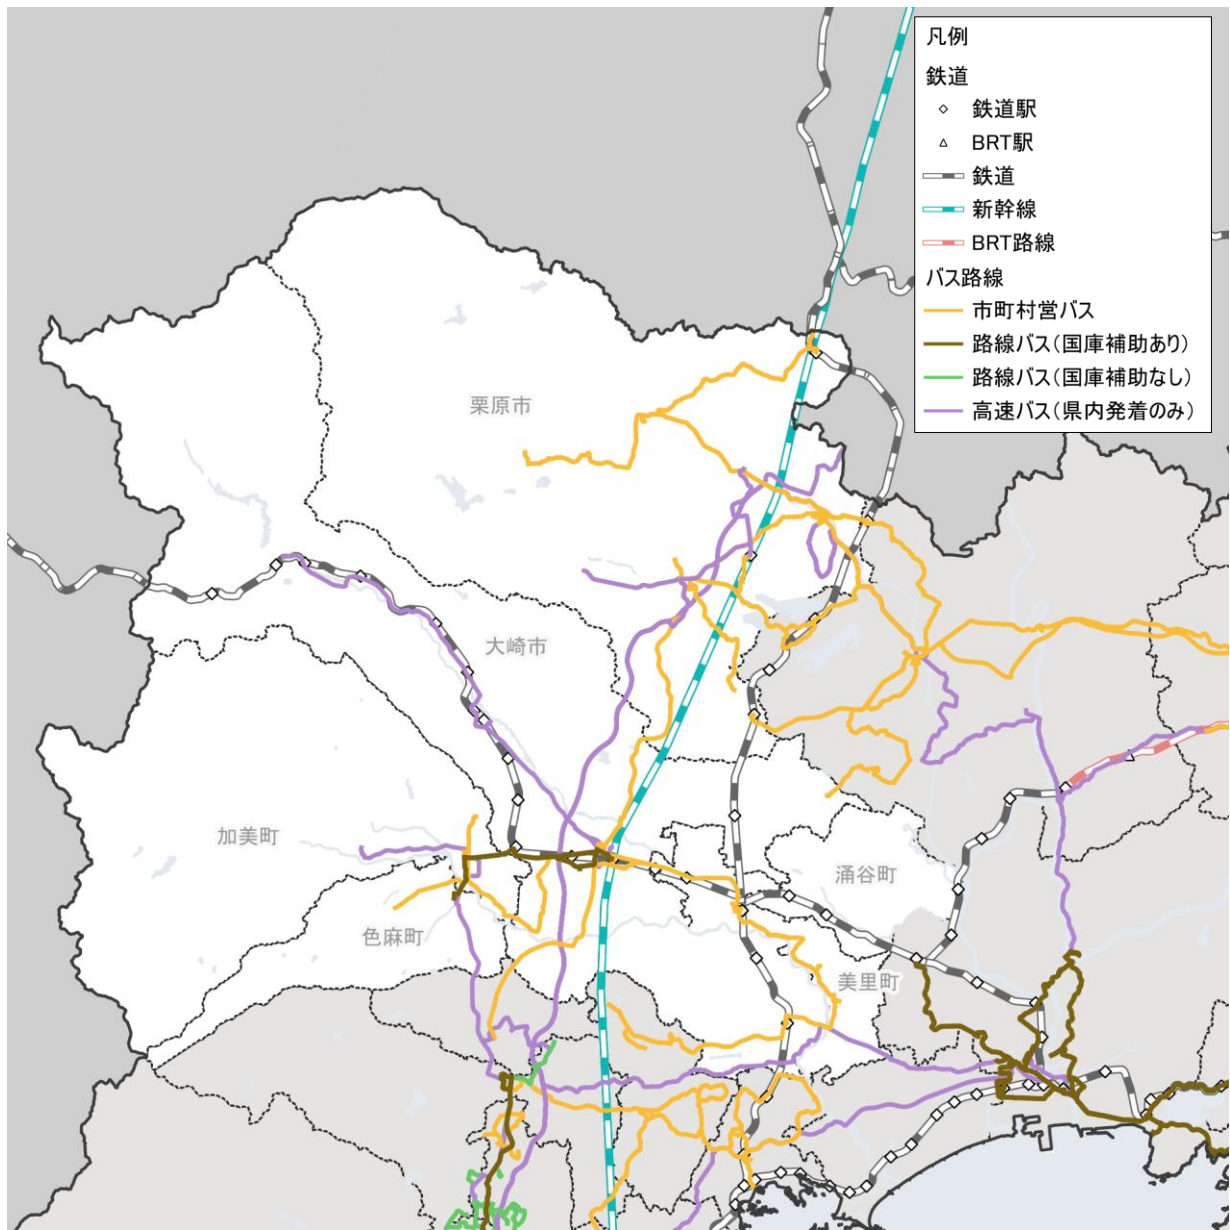 凡例
鉄道
鉄道駅
BRT駅
鉄道
新幹線
BRT路線
バス路線
市町村営バス
路線バス(国庫補助あり)
路線バス(国庫補助なし)
高速バス(県内発着のみ)
栗原市
大崎市
加美町
涌谷町
色麻町
美里町